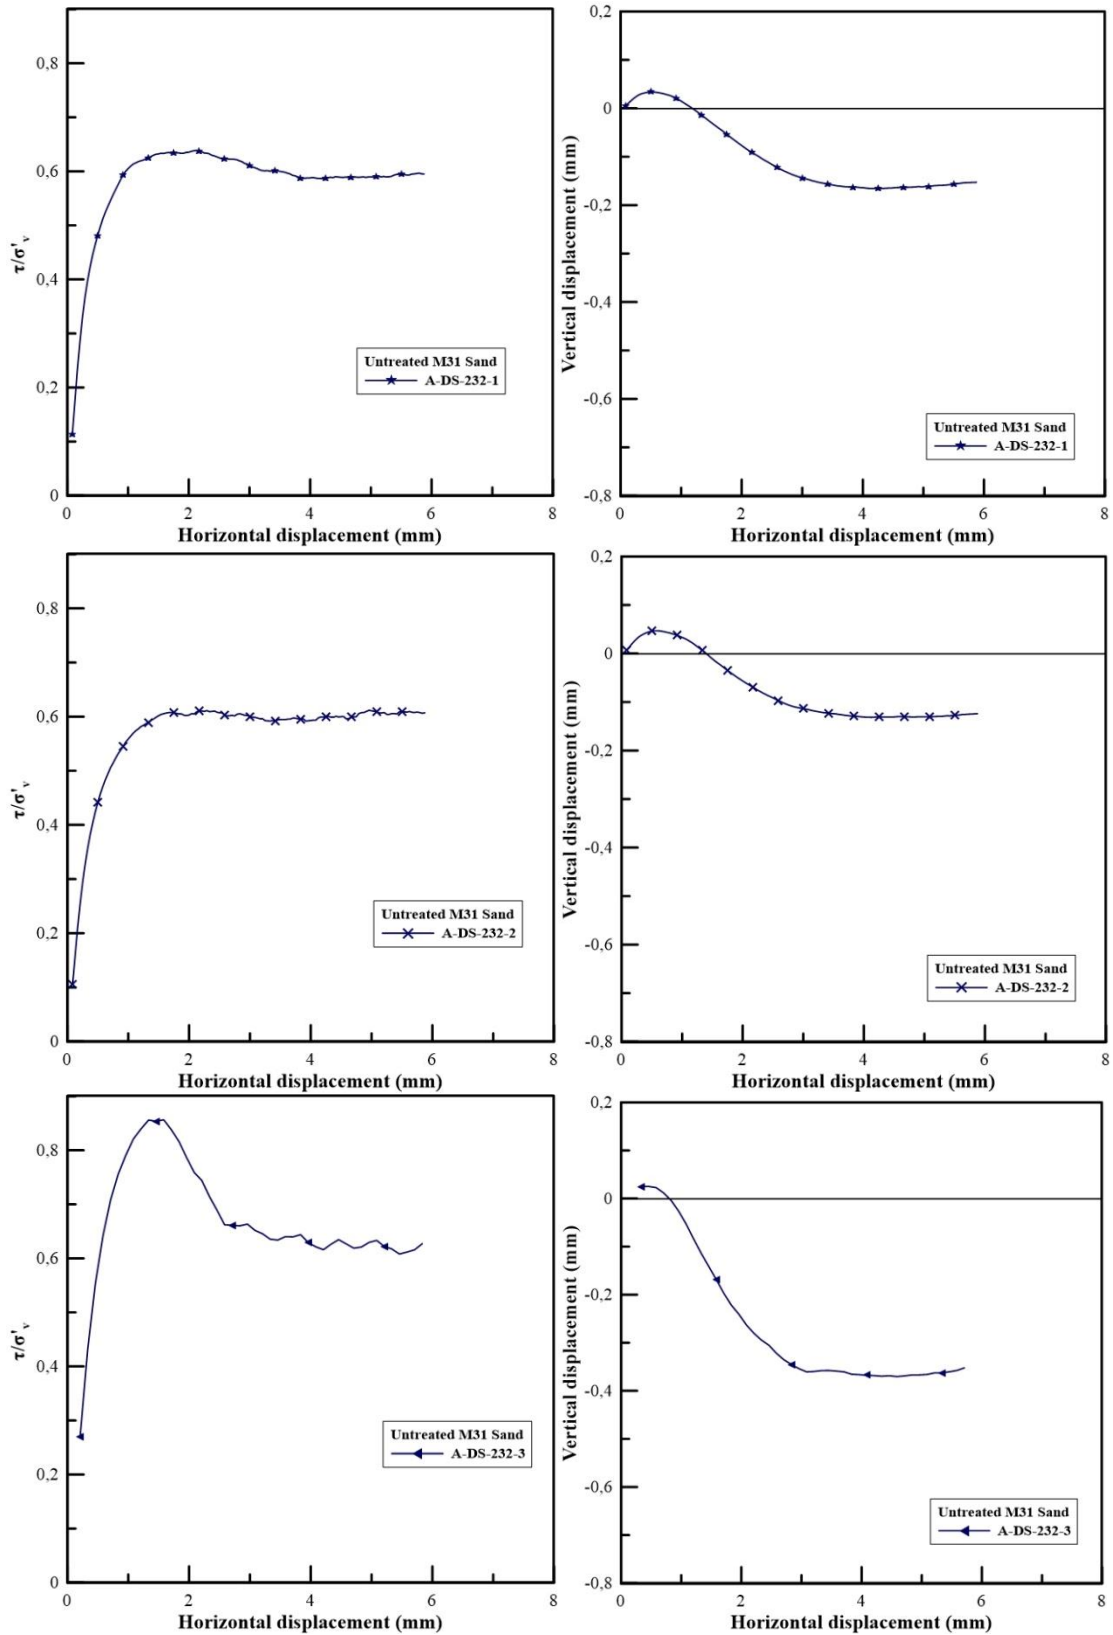 0,8
0,6
0,4
0,2
0
τ/σ'v
0 2 4 6 8
Horizontal displacement (mm)
Untreated M31 Sand
A-DS-232-1
0,2
0
-0,2
-0,4
-0,6
-0,8
Vertical displacement (mm)
0 2 4 6 8
Horizontal displacement (mm)
Untreated M31 Sand
A-DS-232-1
0,8
0,6
0,4
0,2
0
τ/σ'v
0 2 4 6 8
Horizontal displacement (mm)
Untreated M31 Sand
A-DS-232-2
0,2
0
-0,2
-0,4
-0,6
-0,8
Vertical displacement (mm)
0 2 4 6 8
Horizontal displacement (mm)
Untreated M31 Sand
A-DS-232-2
0,8
0,6
0,4
0,2
0
τ/σ'v
0 2 4 6 8
Horizontal displacement (mm)
Untreated M31 Sand
A-DS-232-3
0,2
0
-0,2
-0,4
-0,6
-0,8
Vertical displacement (mm)
0 2 4 6 8
Horizontal displacement (mm)
Untreated M31 Sand
A-DS-232-3